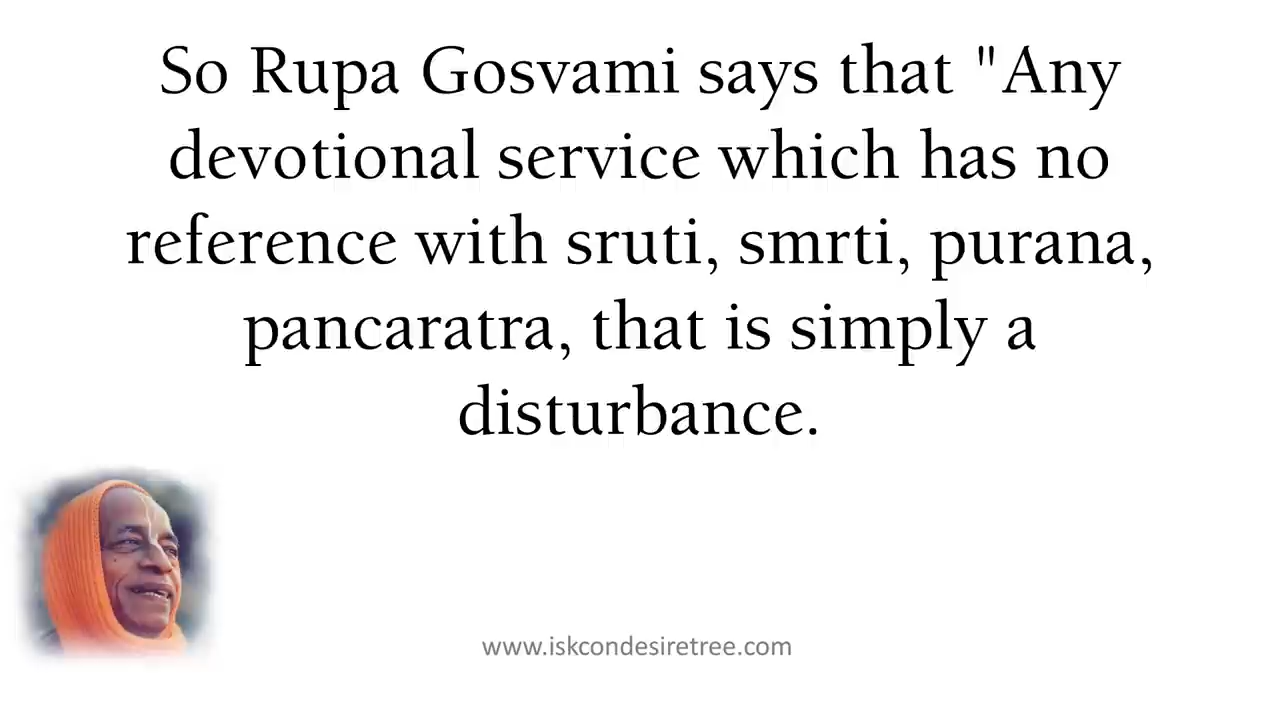 So Rupa Gosvami says that "Any
devotional service which has no
reference with sruti, smrti, purana,
pancaratra, that is simply a
disturbance.
www.iskcondesiretree.com